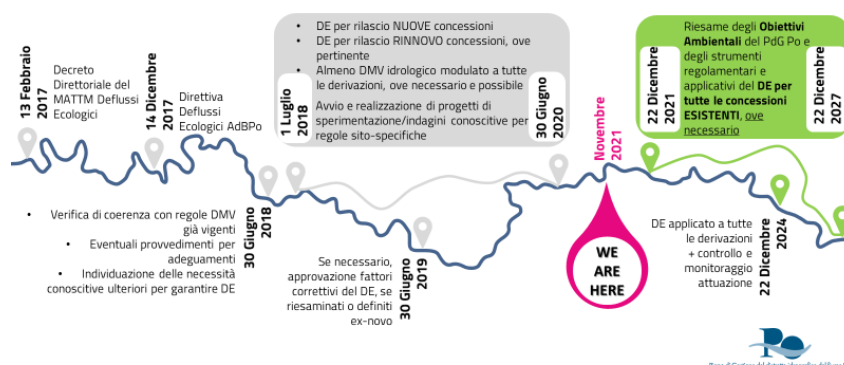 13 Febbraio
2017
Decreto
Direttoriale del
MATTM Deflussi
Ecologici
14 Dicembre
2017
Direttiva
Deflussi
Ecologici AdBPo
• Verifica di coerenza con regole DMV
già vigenti
• Eventuali provvedimenti per
adeguamenti
• Individuazione delle necessità
conoscitive ulteriori per garantire DE
30 Giugno
2018
1 Luglio
2018
• DE per rilascio NUOVE concessioni
• DE per rilascio RINNOVO concessioni, ove
pertinente
• Almeno DMV idrologico modulato a tutte
le derivazioni, ove necessario e possibile
Avvio e realizzazione di progetti di
sperimentazione/indagini conoscitive per
regole sito-specifiche
30 Giugno
2020
Se necessario,
approvazione fattori
correttivi del DE, se
riesaminati o definiti
ex-novo
30 Giugno
2019
Novembre
2021
WE
ARE
HERE
22 Dicembre
2021
Riesame degli Obiettivi
Ambientali del PdG Po e
degli strumenti
regolamentari e
applicativi del DE per
tutte le concessioni
ESISTENTI, ove
necessario
22 Dicembre
2027
DE applicato a tutte
le derivazioni
+ controllo e
monitoraggio
attuazione
22 Dicembre
2024
Po